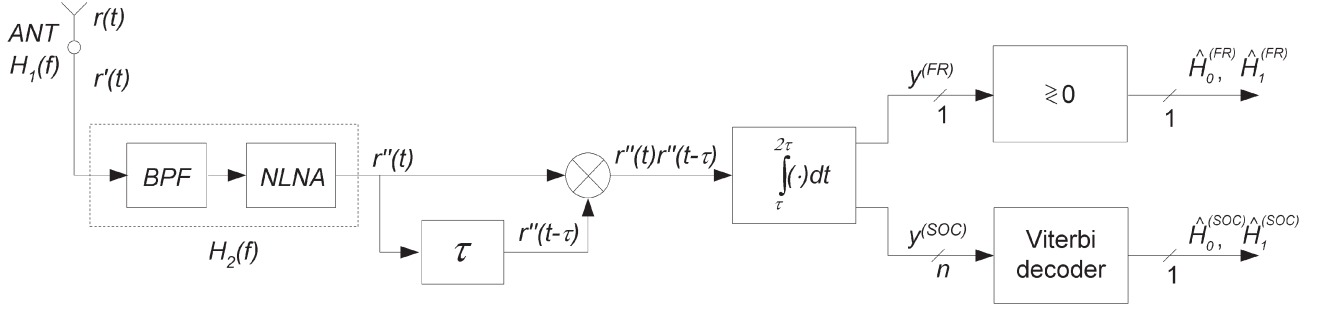 r(t)
ANT
H₁(f)
r'(t)
BPF
NLNA
H₂(f)
r''(t)
τ
r''(t-τ)
r''(t)r''(t-τ)
2τ
∫(·)dt
τ
y(FR)
1
≷0
Ĥ₀(FR), Ĥ₁(FR)
1
y(SOC)
n
Viterbi
decoder
Ĥ₀(SOC), Ĥ₁(SOC)
1